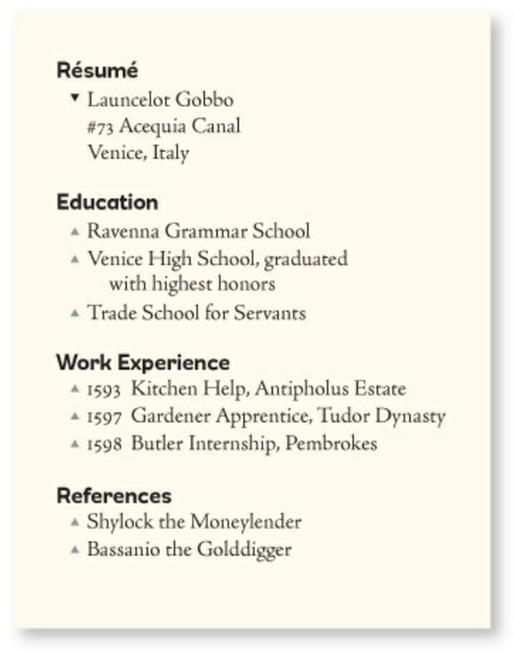 Résumé
▼ Launcelot Gobbo
#73 Acequia Canal
Venice, Italy
Education
▲ Ravenna Grammar School
▲ Venice High School, graduated
with highest honors
▲ Trade School for Servants
Work Experience
▲ 1593 Kitchen Help, Antipholus Estate
▲ 1597 Gardener Apprentice, Tudor Dynasty
▲ 1598 Butler Internship, Pembrokes
References
▲ Shylock the Moneylender
▲ Bassanio the Golddigger